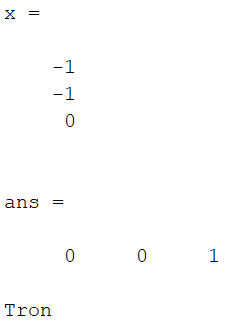 x =
-1
-1
0
ans =
0 0 1
Tron